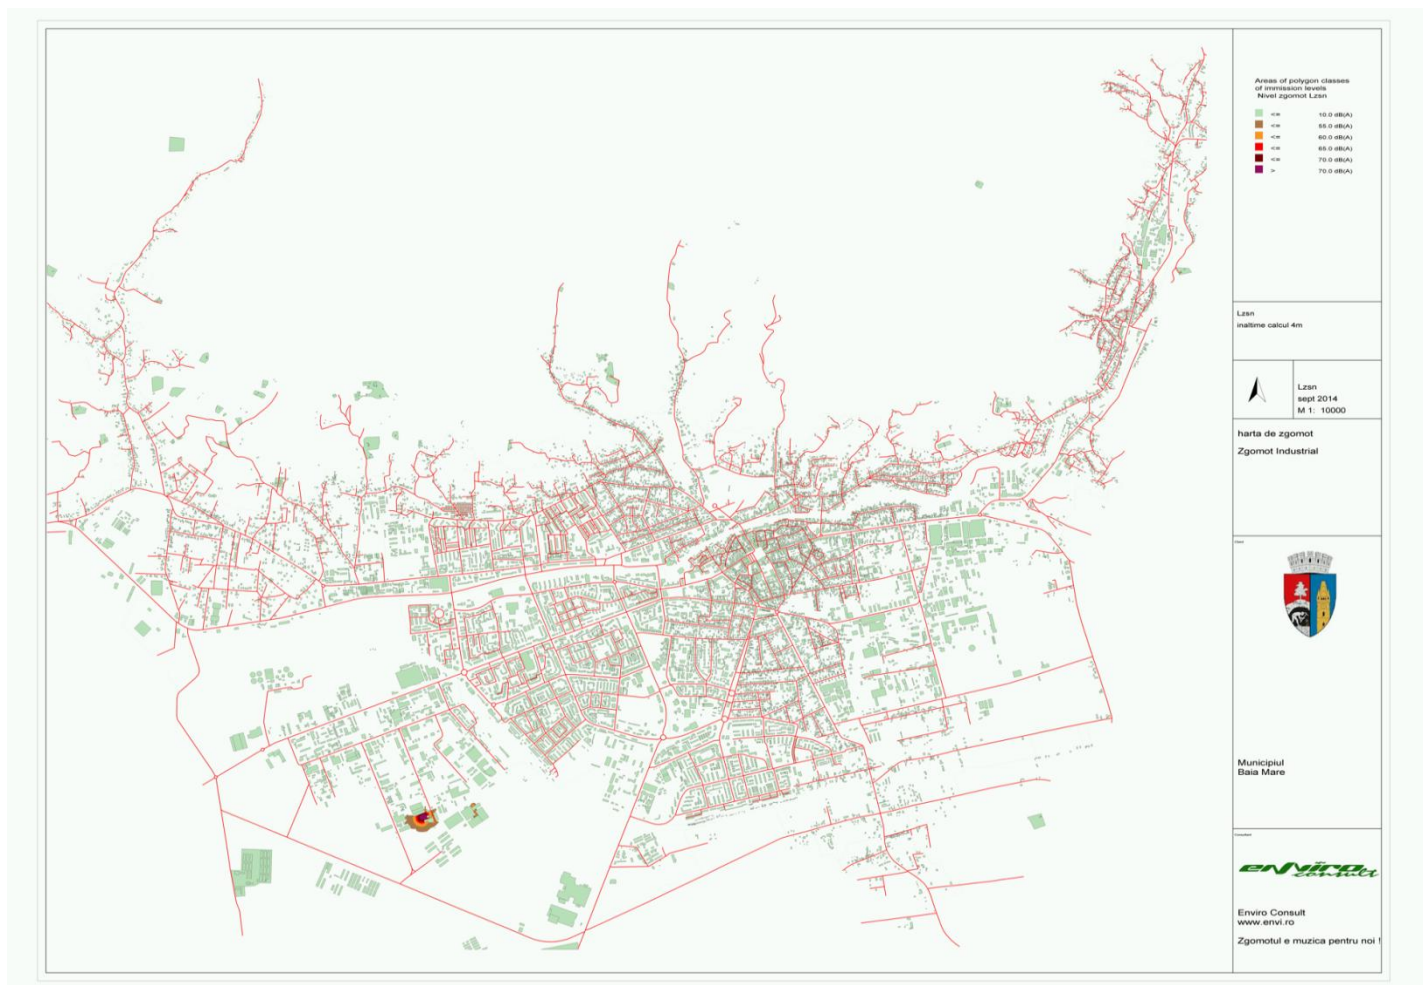 Areas of polygon classes
of immission levels
Nivel zgomot Lzsn
<= 10.0 dB(A)
<= 55.0 dB(A)
<= 60.0 dB(A)
<= 65.0 dB(A)
<= 70.0 dB(A)
> 70.0 dB(A)
Lzsn
inaltime calcul 4m
Lzsn
sept 2014
M 1: 10000
harta de zgomot
Zgomot Industrial
Municipiul
Baia Mare
enviro
consult
Enviro Consult
www.envi.ro
Zgomotul e muzica pentru noi !